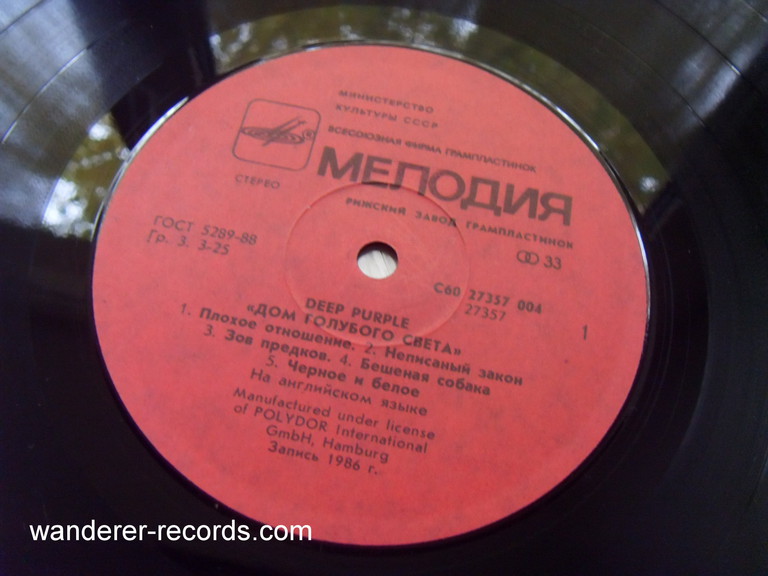 МИНИСТЕРСТВО
КУЛЬТУРЫ СССР
ВСЕСОЮЗНАЯ ФИРМА ГРАМПЛАСТИНОК
МЕЛОДИЯ
СТЕРЕО
РИЖСКИЙ ЗАВОД ГРАМПЛАСТИНОК
33
ГОСТ 5289-88
Гр. 3. 3-25
С60 27357 004
27357
1
DEEP PURPLE
«ДОМ ГОЛУБОГО СВЕТА»
1. Плохое отношение. 2. Неписаный закон
3. Зов предков. 4. Бешеная собака
5. Черное и белое
На английском языке
Manufactured under license
of POLYDOR International
GmbH, Hamburg
Запись 1986 г.
wanderer-records.com